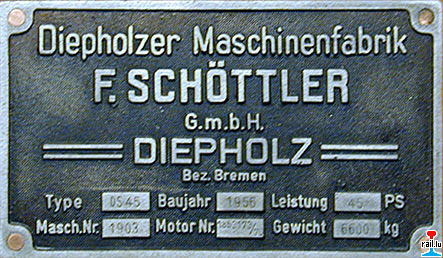 Diepholzer Maschinenfabrik
F. SCHÖTTLER
G.m.b.H.
DIEPHOLZ
Bez. Bremen
Type DS45 Baujahr 1956 Leistung 45 PS
Masch.Nr. 1903 Motor Nr. Gewicht 6600 kg
rail.lu